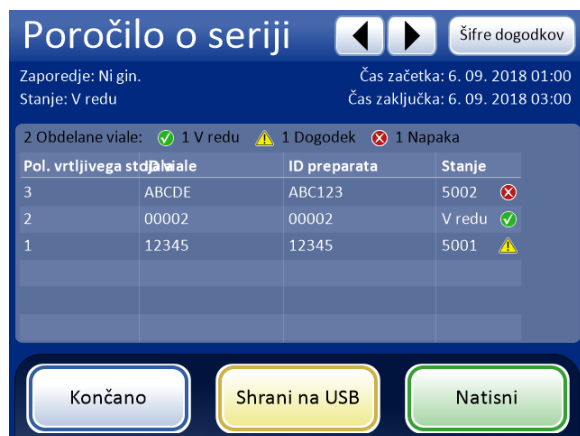 Poročilo o seriji
Šifre dogodkov
Zaporedje: Ni gin. Čas začetka: 6. 09. 2018 01:00
Stanje: V redu Čas zaključka: 6. 09. 2018 03:00
2 Obdelane viale: 1 V redu 1 Dogodek 1 Napaka
Pol. vrtljivega stojala ID viale ID preparata Stanje
3 ABCDE ABC123 5002
2 00002 00002 V redu
1 12345 12345 5001
Končano Shrani na USB Natisni